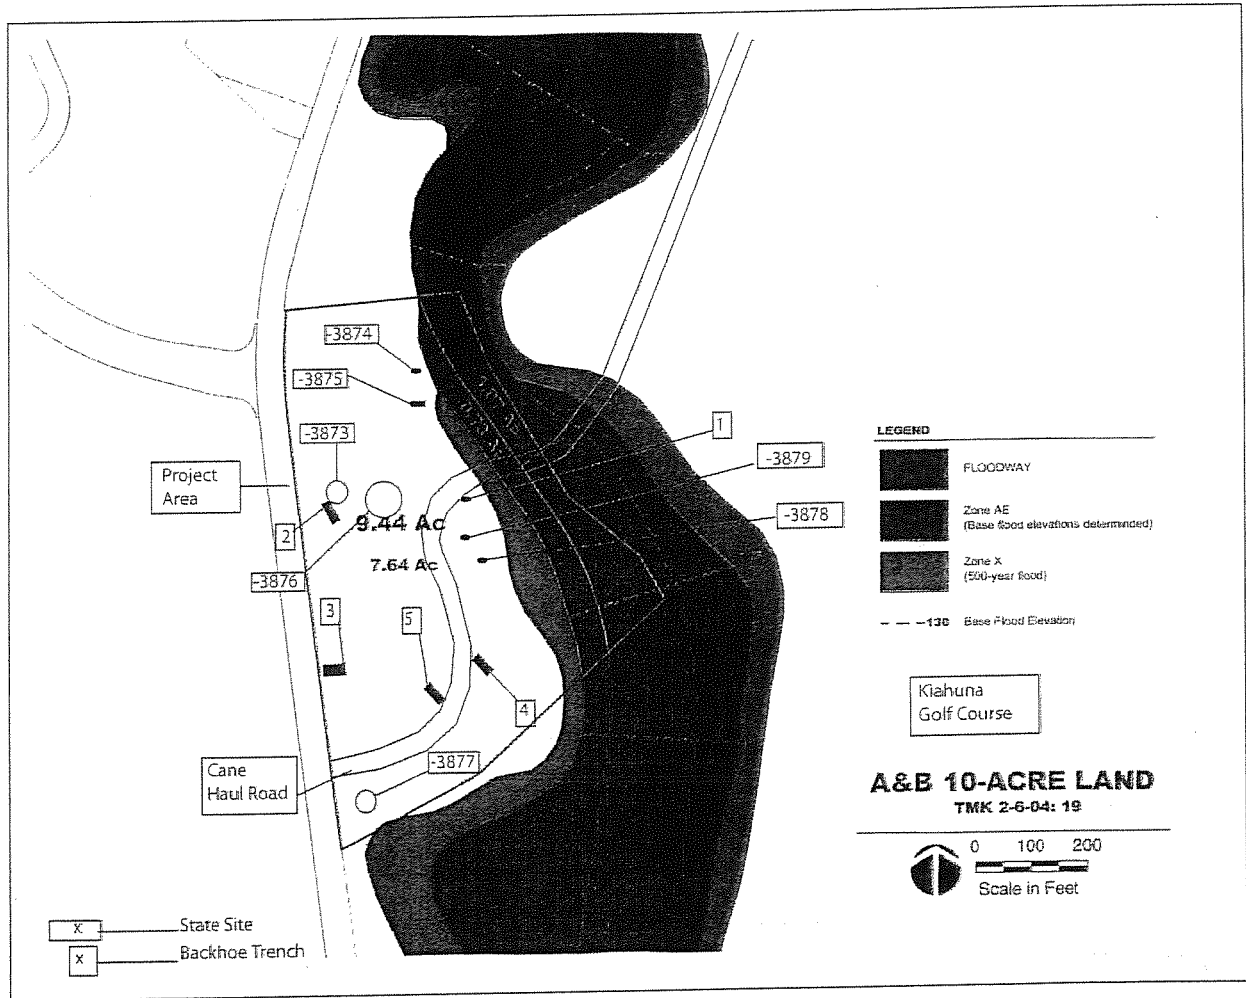 -3874
-3875
-3873
1
-3879
-3878
Project
Area
2
9.44 Ac
7.64 Ac
-3876
3
5
4
-3877
Cane
Haul Road
LEGEND
FLOODWAY
Zone AE
(Base flood elevations determinded)
Zone X
(500-year flood)
-130 Base Flood Elevation
Kiahuna
Golf Course
A&B 10-ACRE LAND
TMK 2-6-04: 19
0 100 200
Scale in Feet
X State Site
X Backhoe Trench